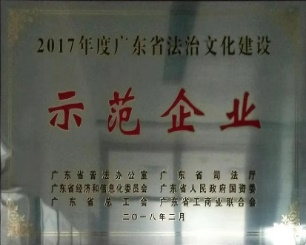 2017年度广东省法治文化建设
示范企业
广东省普法办公室 广东省司法厅
广东省经济和信息化委员会 广东省人民政府国资委
广东省总工会 广东省工商业联合会
二〇一八年二月